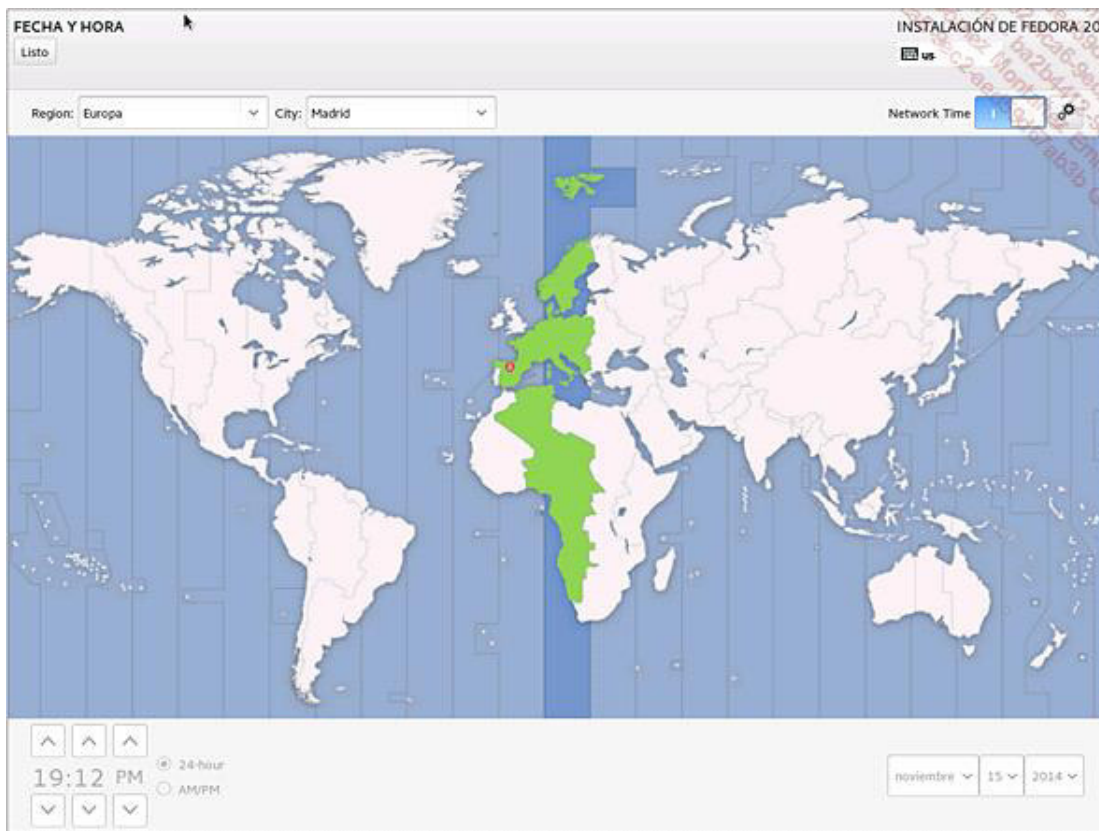 FECHA Y HORA
INSTALACIÓN DE FEDORA 20
Listo
us
Region: Europa City: Madrid Network Time
19:12 PM
24-hour
AM/PM
noviembre 15 2014